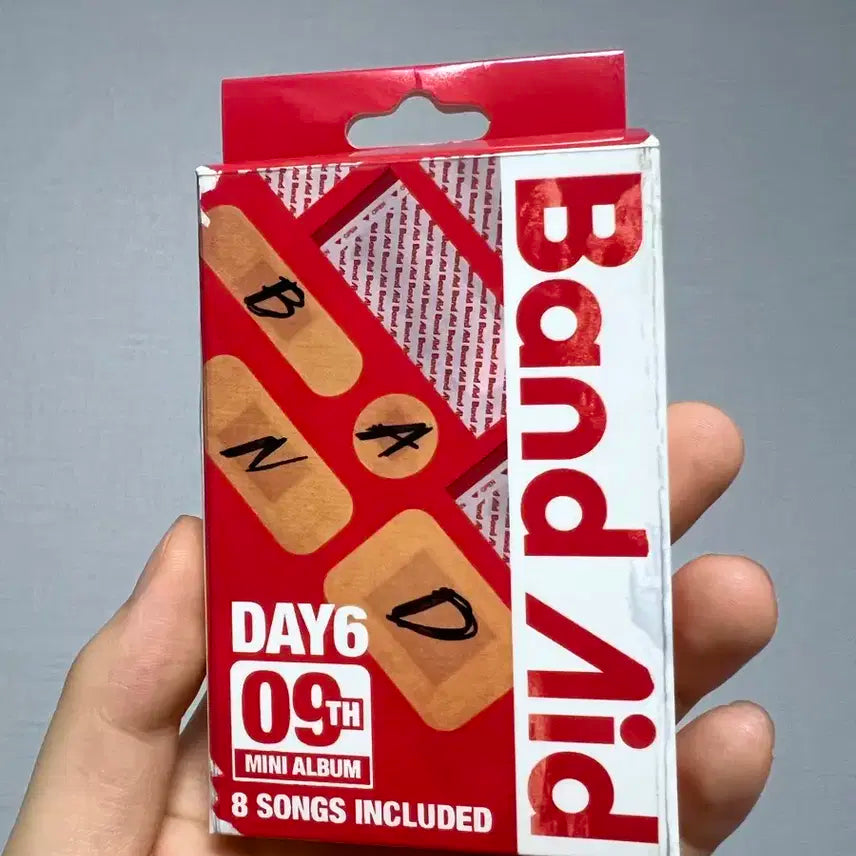 Band Aid
B
A
N
D
DAY6
09TH
MINI ALBUM
8 SONGS INCLUDED